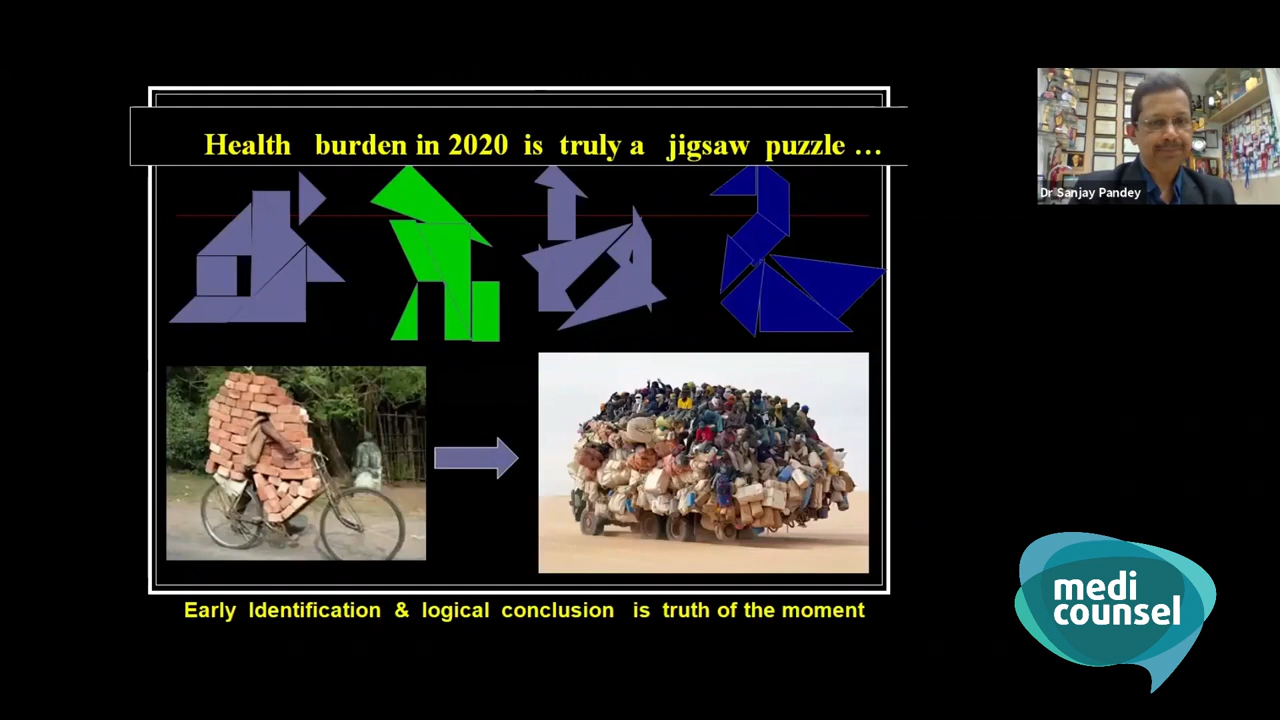 Health burden in 2020 is truly a jigsaw puzzle ...
Dr Sanjay Pandey
Early Identification & logical conclusion is truth of the moment
medi
counsel